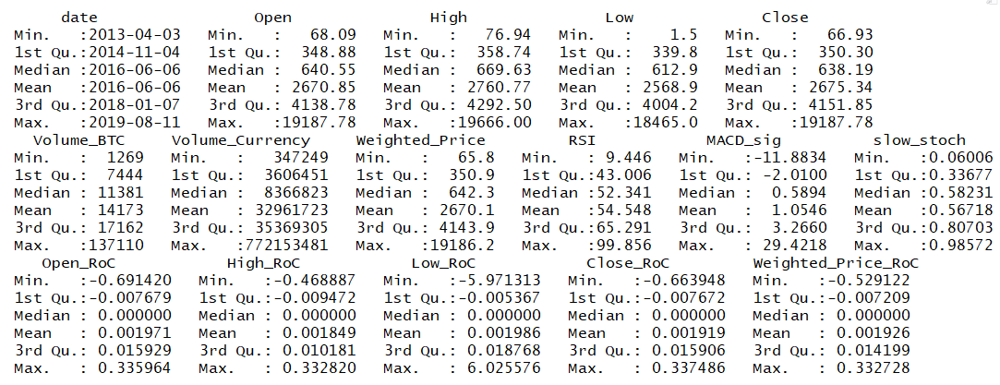 date                 Open               High              Low              Close
Min.   :2013-04-03   Min.   :   68.09   Min.   :   76.94   Min.   :    1.5   Min.   :   66.93
1st Qu.:2014-11-04   1st Qu.:  348.88   1st Qu.:  358.74   1st Qu.:  339.8   1st Qu.:  350.30
Median :2016-06-06   Median :  640.55   Median :  669.63   Median :  612.9   Median :  638.19
Mean   :2016-06-06   Mean   : 2670.85   Mean   : 2760.77   Mean   : 2568.9   Mean   : 2675.34
3rd Qu.:2018-01-07   3rd Qu.: 4138.78   3rd Qu.: 4292.50   3rd Qu.: 4004.2   3rd Qu.: 4151.85
Max.   :2019-08-11   Max.   :19187.78   Max.   :19666.00   Max.   :18465.0   Max.   :19187.78
  Volume_BTC     Volume_Currency     Weighted_Price         RSI            MACD_sig          slow_stoch
Min.   :  1269   Min.   :   347249   Min.   :   65.8   Min.   : 9.446   Min.   :-11.8834   Min.   :0.06006
1st Qu.:  7444   1st Qu.:  3606451   1st Qu.:  350.9   1st Qu.:43.006   1st Qu.: -2.0100   1st Qu.:0.33677
Median : 11381   Median :  8366823   Median :  642.3   Median :52.341   Median :  0.5894   Median :0.58231
Mean   : 14173   Mean   : 32961723   Mean   : 2670.1   Mean   :54.548   Mean   :  1.0546   Mean   :0.56718
3rd Qu.: 17162   3rd Qu.: 35369305   3rd Qu.: 4143.9   3rd Qu.:65.291   3rd Qu.:  3.2660   3rd Qu.:0.80703
Max.   :137110   Max.   :772153481   Max.   :19186.2   Max.   :99.856   Max.   : 29.4218   Max.   :0.98572
   Open_RoC            High_RoC            Low_RoC            Close_RoC         Weighted_Price_RoC
Min.   :-0.691420   Min.   :-0.468887   Min.   :-5.971313   Min.   :-0.663948   Min.   :-0.529122
1st Qu.:-0.007679   1st Qu.:-0.009472   1st Qu.:-0.005367   1st Qu.:-0.007672   1st Qu.:-0.007209
Median : 0.000000   Median : 0.000000   Median : 0.000000   Median : 0.000000   Median : 0.000000
Mean   : 0.001971   Mean   : 0.001849   Mean   : 0.001986   Mean   : 0.001919   Mean   : 0.001926
3rd Qu.: 0.015929   3rd Qu.: 0.010181   3rd Qu.: 0.018768   3rd Qu.: 0.015906   3rd Qu.: 0.014199
Max.   : 0.335964   Max.   : 0.332820   Max.   : 6.025576   Max.   : 0.337486   Max.   : 0.332728